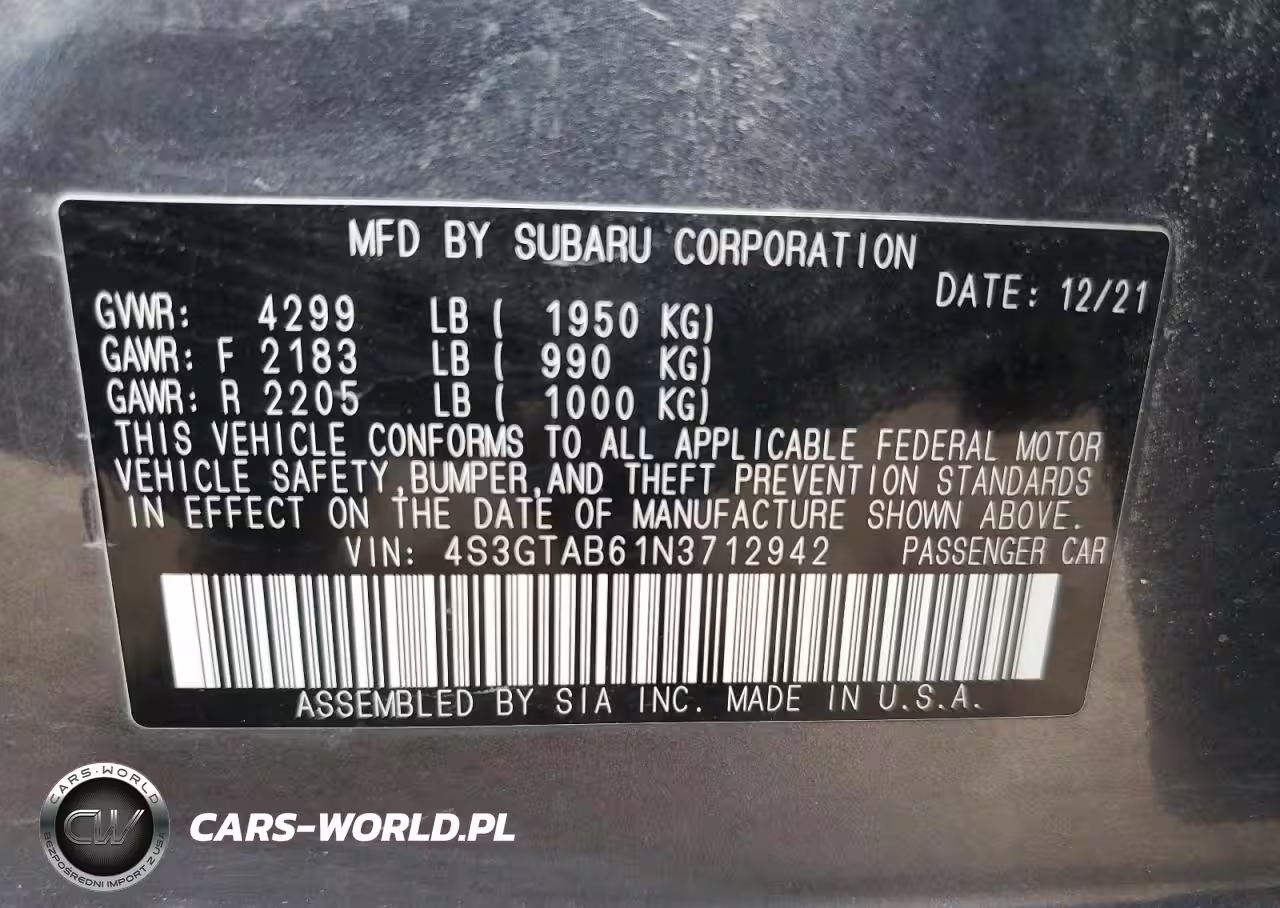 MFD BY SUBARU CORPORATION
DATE: 12/21
GVWR: 4299 LB ( 1950 KG)
GAWR: F 2183 LB ( 990 KG)
GAWR: R 2205 LB ( 1000 KG)
THIS VEHICLE CONFORMS TO ALL APPLICABLE FEDERAL MOTOR
VEHICLE SAFETY,BUMPER,AND THEFT PREVENTION STANDARDS
IN EFFECT ON THE DATE OF MANUFACTURE SHOWN ABOVE.
VIN: 4S3GTAB61N3712942 PASSENGER CAR
ASSEMBLED BY SIA INC. MADE IN U.S.A.
CARS-WORLD
CW
BEZPOŚREDNI IMPORT Z USA
CARS-WORLD.PL